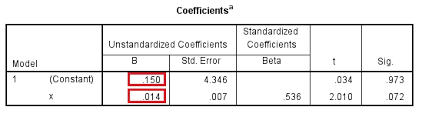 Coefficientsa
Unstandardized Coefficients Standardized Coefficients
Model B Std. Error Beta t Sig.
1 (Constant) .150 4.346 .034 .973
x .014 .007 .536 2.010 .072